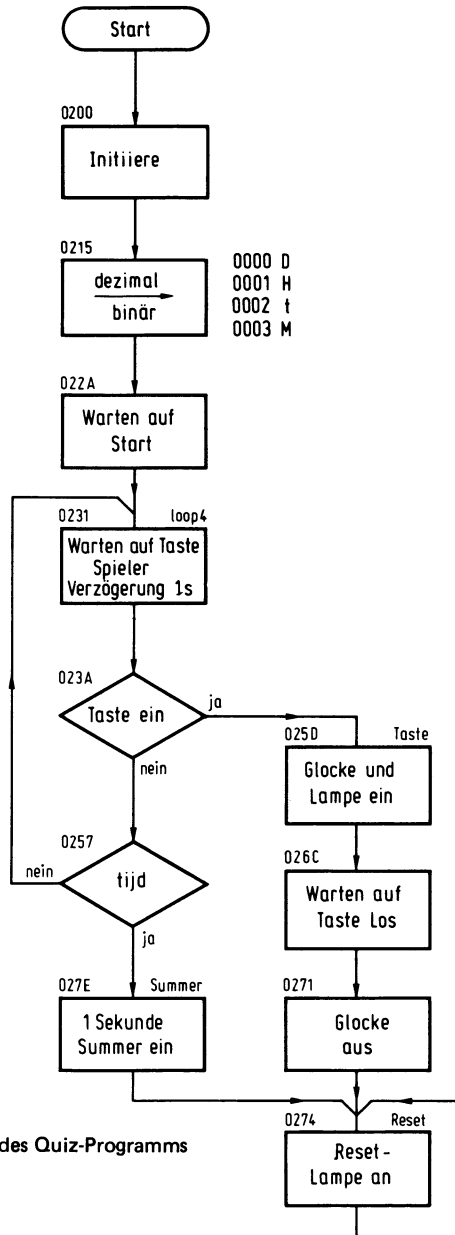 Start
0200
Initiiere
0215
dezimal
binär
0000 D
0001 H
0002 t
0003 M
022A
Warten auf
Start
0231 loop4
Warten auf Taste
Spieler
Verzögerung 1s
023A
Taste ein
ja
nein
025D Taste
Glocke und
Lampe ein
0257
tijd
nein
ja
026C
Warten auf
Taste Los
027E Summer
1 Sekunde
Summer ein
0271
Glocke
aus
0274 Reset
Reset-
Lampe an
des Quiz-Programms